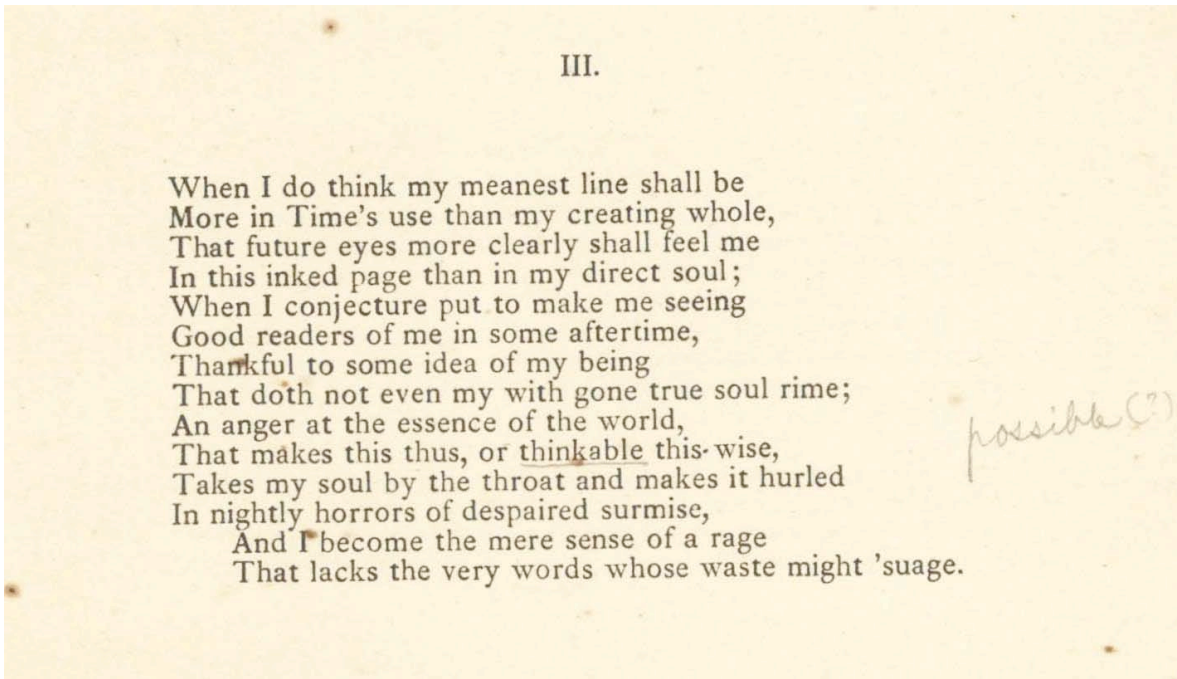 III.
When I do think my meanest line shall be
More in Time's use than my creating whole,
That future eyes more clearly shall feel me
In this inked page than in my direct soul;
When I conjecture put to make me seeing
Good readers of me in some aftertime,
Thankful to some idea of my being
That doth not even my with gone true soul rime;
An anger at the essence of the world,
That makes this thus, or thinkable this-wise,
possible (?)
Takes my soul by the throat and makes it hurled
In nightly horrors of despaired surmise,
And I become the mere sense of a rage
That lacks the very words whose waste might 'suage.